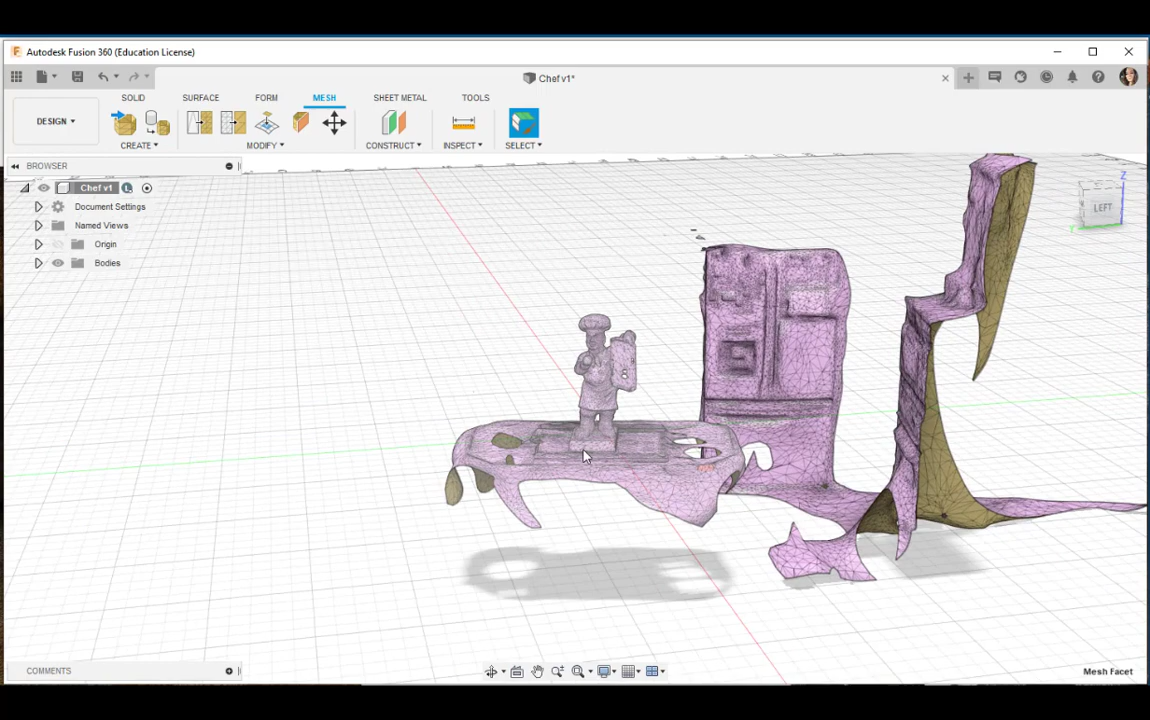 Autodesk Fusion 360 (Education License)
Chef v1*
DESIGN
SOLID SURFACE FORM MESH SHEET METAL TOOLS
CREATE MODIFY CONSTRUCT INSPECT SELECT
BROWSER
Chef v1
Document Settings
Named Views
Origin
Bodies
Z
LEFT
Y
COMMENTS
Mesh Facet